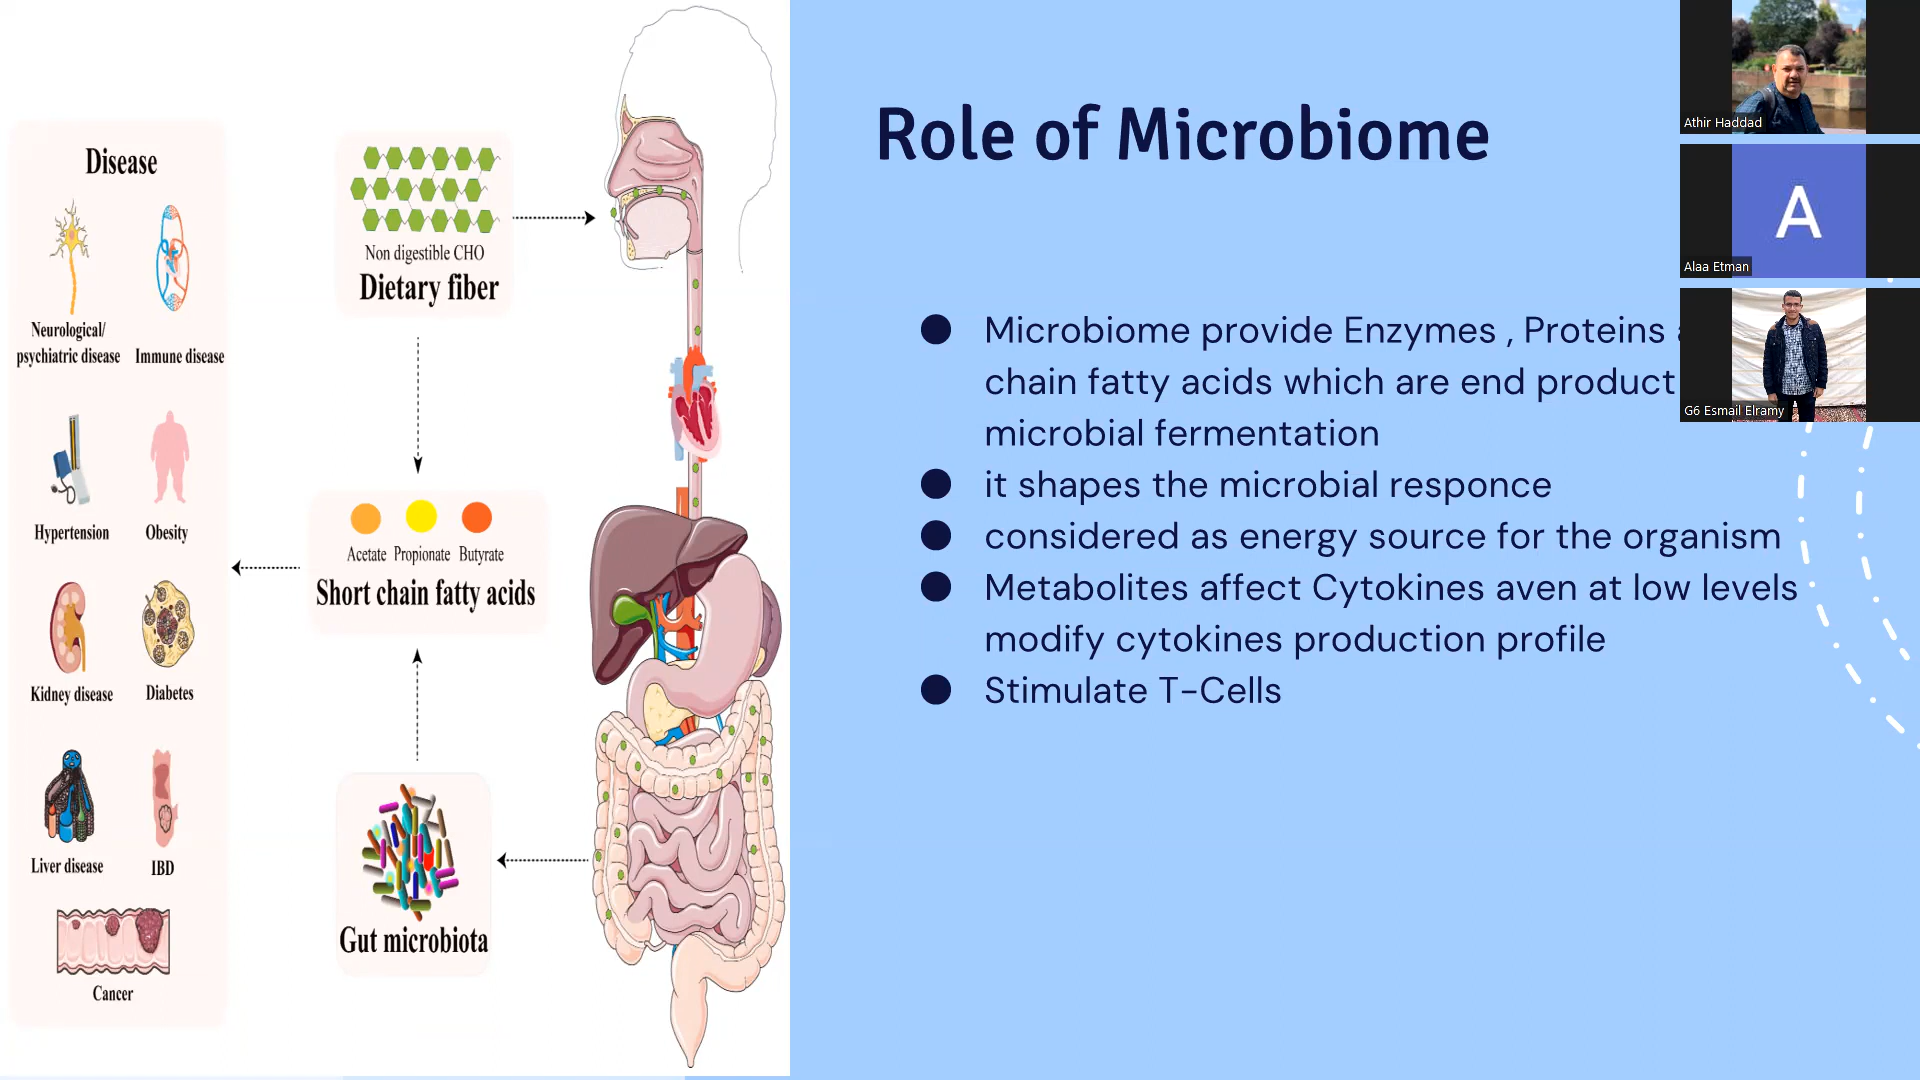 Disease
Neurological/
psychiatric disease
Immune disease
Hypertension
Obesity
Kidney disease
Diabetes
Liver disease
IBD
Cancer
Non digestible CHO
Dietary fiber
Acetate Propionate Butyrate
Short chain fatty acids
Gut microbiota
Role of Microbiome
● Microbiome provide Enzymes , Proteins
chain fatty acids which are end product
microbial fermentation
● it shapes the microbial responce
● considered as energy source for the organism
● Metabolites affect Cytokines aven at low levels
modify cytokines production profile
● Stimulate T-Cells
Athir Haddad
A
Alaa Etman
G6 Esmail Elramy